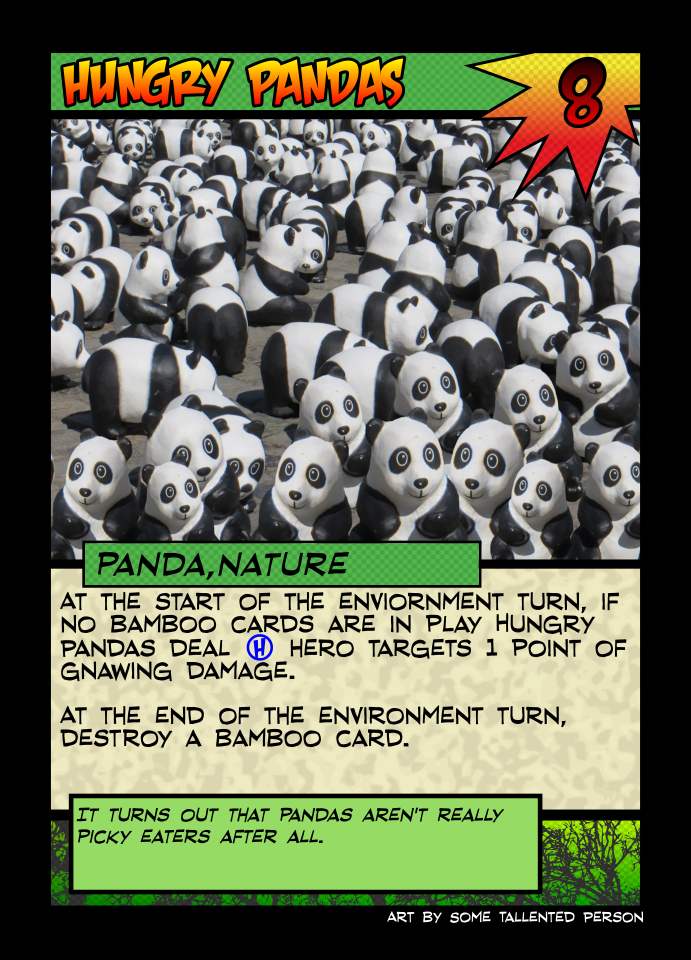 HUNGRY PANDAS
8
PANDA,NATURE
AT THE START OF THE ENVIORNMENT TURN, IF
NO BAMBOO CARDS ARE IN PLAY HUNGRY
PANDAS DEAL H HERO TARGETS 1 POINT OF
GNAWING DAMAGE.
AT THE END OF THE ENVIRONMENT TURN,
DESTROY A BAMBOO CARD.
IT TURNS OUT THAT PANDAS AREN'T REALLY
PICKY EATERS AFTER ALL.
ART BY SOME TALLENTED PERSON